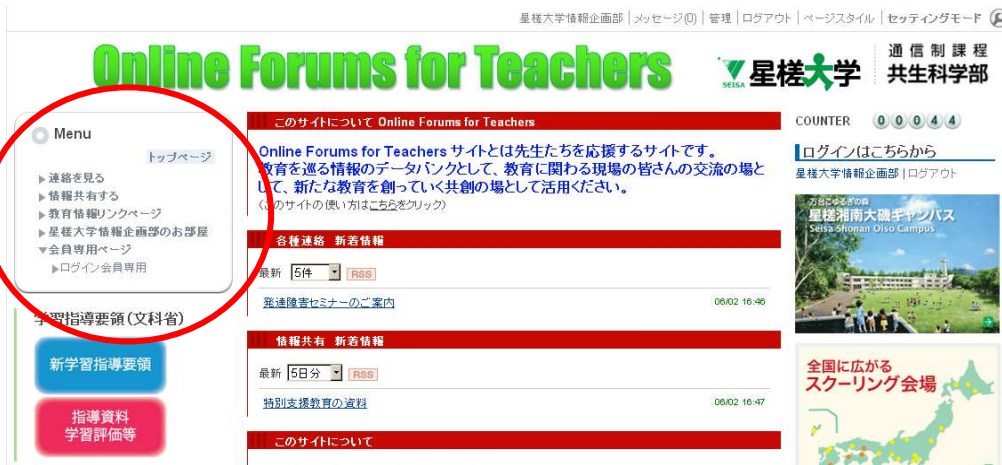 星槎大学情報企画部 | メッセージ(0) | 管理 | ログアウト | ページスタイル | セッティングモード
Online Forums for Teachers
SEISA 星槎大学
通信制課程
共生科学部
Menu
トップページ
連絡を見る
情報共有する
教育情報リンクページ
星槎大学情報企画部のお部屋
会員専用ページ
ログイン会員専用
学習指導要領(文科省)
新学習指導要領
指導資料
学習評価等
このサイトについて Online Forums for Teachers
Online Forums for Teachers サイトとは先生たちを応援するサイトです。
教育を巡る情報のデータバンクとして、教育に関わる現場の皆さんの交流の場と
して、新たな教育を創っていく共創の場として活用ください。
(このサイトの使い方はこちらをクリック)
各種連絡 新着情報
最新 5件 RSS
発達障害セミナーのご案内 06/02 16:46
情報共有 新着情報
最新 5日分 RSS
特別支援教育の資料 06/02 16:47
このサイトについて
COUNTER 00044
ログインはこちらから
星槎大学情報企画部 | ログアウト
万台こゆるぎの森
星槎湘南大磯キャンパス
Seisa Shonan Oiso Campus
全国に広がる
スクーリング会場